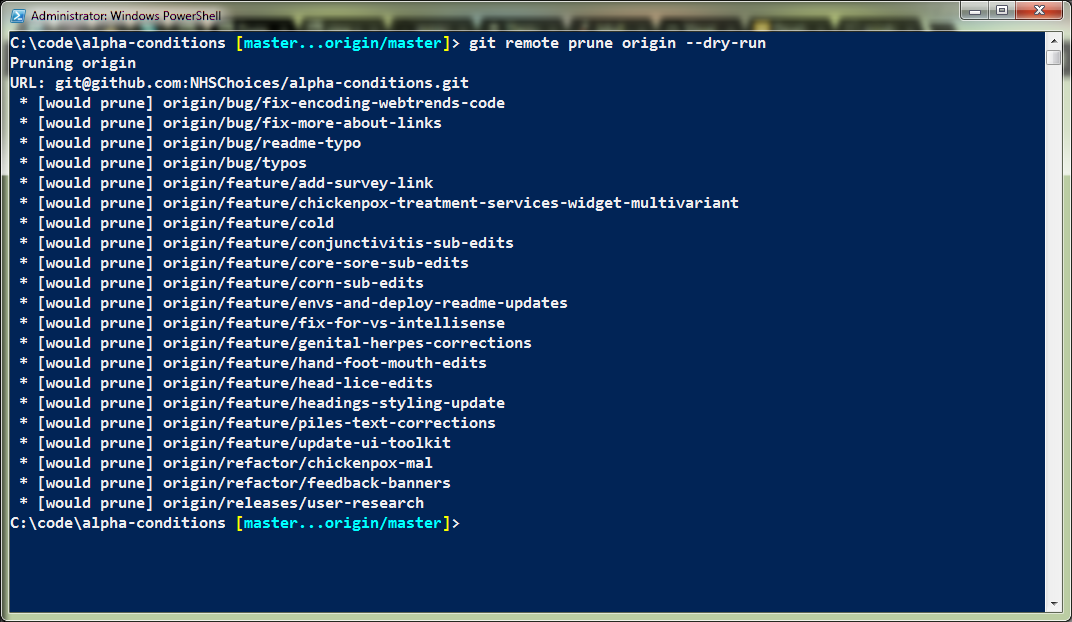 Administrator: Windows PowerShell
C:\code\alpha-conditions [master...origin/master]> git remote prune origin --dry-run
Pruning origin
URL: git@github.com:NHSChoices/alpha-conditions.git
 * [would prune] origin/bug/fix-encoding-webtrends-code
 * [would prune] origin/bug/fix-more-about-links
 * [would prune] origin/bug/readme-typo
 * [would prune] origin/bug/typos
 * [would prune] origin/feature/add-survey-link
 * [would prune] origin/feature/chickenpox-treatment-services-widget-multivariant
 * [would prune] origin/feature/cold
 * [would prune] origin/feature/conjunctivitis-sub-edits
 * [would prune] origin/feature/core-sore-sub-edits
 * [would prune] origin/feature/corn-sub-edits
 * [would prune] origin/feature/envs-and-deploy-readme-updates
 * [would prune] origin/feature/fix-for-vs-intellisense
 * [would prune] origin/feature/genital-herpes-corrections
 * [would prune] origin/feature/hand-foot-mouth-edits
 * [would prune] origin/feature/head-lice-edits
 * [would prune] origin/feature/headings-styling-update
 * [would prune] origin/feature/piles-text-corrections
 * [would prune] origin/feature/update-ui-toolkit
 * [would prune] origin/refactor/chickenpox-mal
 * [would prune] origin/refactor/feedback-banners
 * [would prune] origin/releases/user-research
C:\code\alpha-conditions [master...origin/master]>